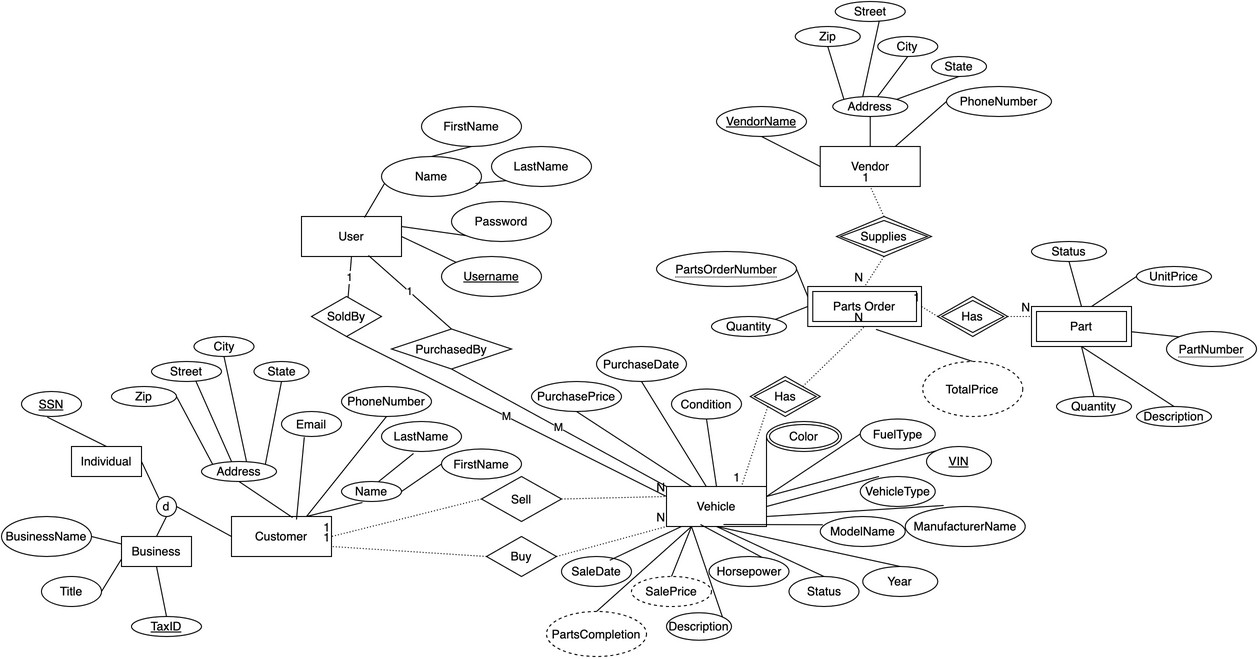 Street
Zip
City
State
Address
PhoneNumber
VendorName
Vendor
1
FirstName
LastName
Name
Password
User
Username
1
1
SoldBy
PurchasedBy
Supplies
N
PartsOrderNumber
Parts Order
1
N
Quantity
Has
N
Status
UnitPrice
Part
PartNumber
Quantity
Description
TotalPrice
Has
1
City
Street
State
Zip
SSN
Email
PhoneNumber
LastName
FirstName
Name
Address
Individual
d
Customer
1
1
BusinessName
Business
Title
TaxID
Sell
Buy
M
M
N
N
PurchaseDate
PurchasePrice
Condition
Color
FuelType
VIN
VehicleType
Vehicle
ModelName
ManufacturerName
SaleDate
SalePrice
Horsepower
Status
Year
PartsCompletion
Description